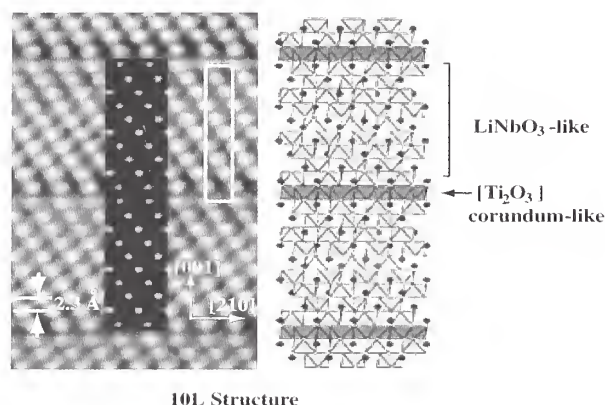 [001]
2.3 Å
[210]
LiNbO₃-like
[Ti₂O₃]
corundum-like
10L Structure